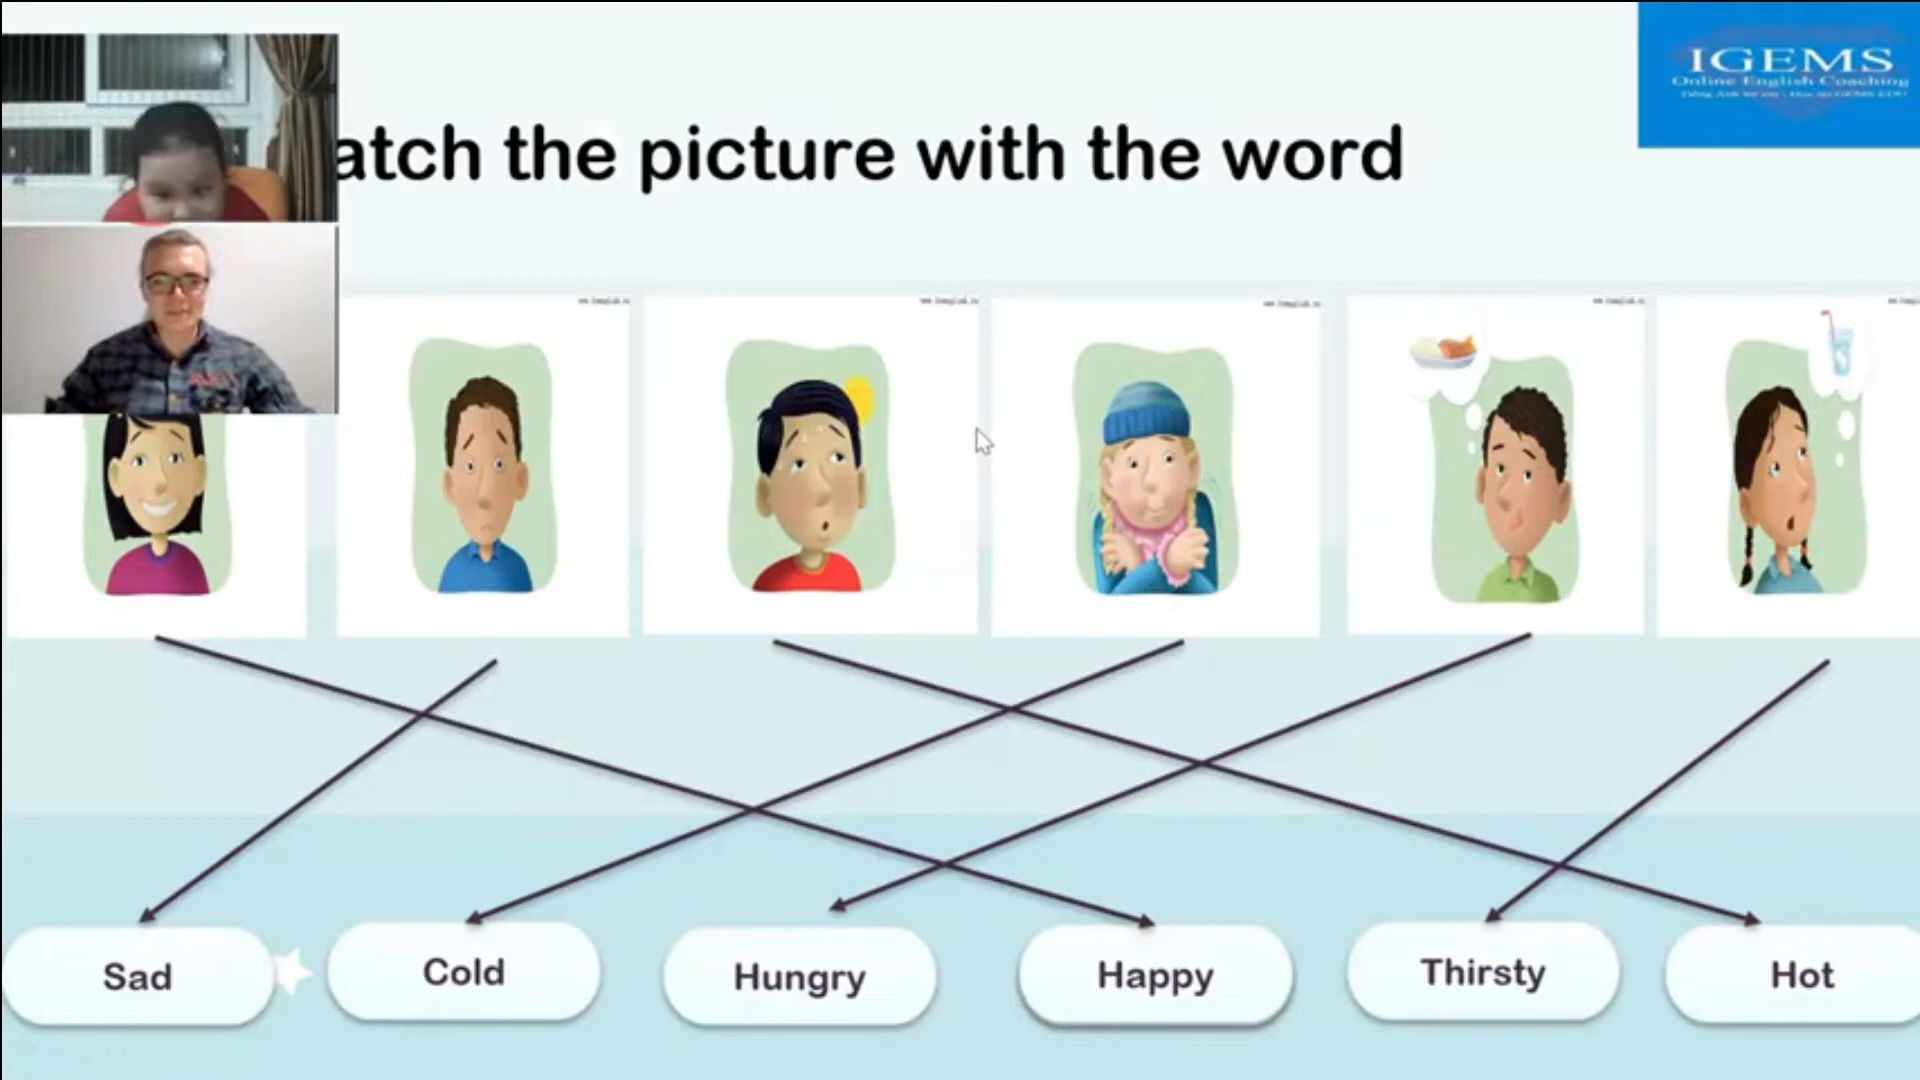 IGEMS
Online English Coaching
atch the picture with the word
Sad
Cold
Hungry
Happy
Thirsty
Hot